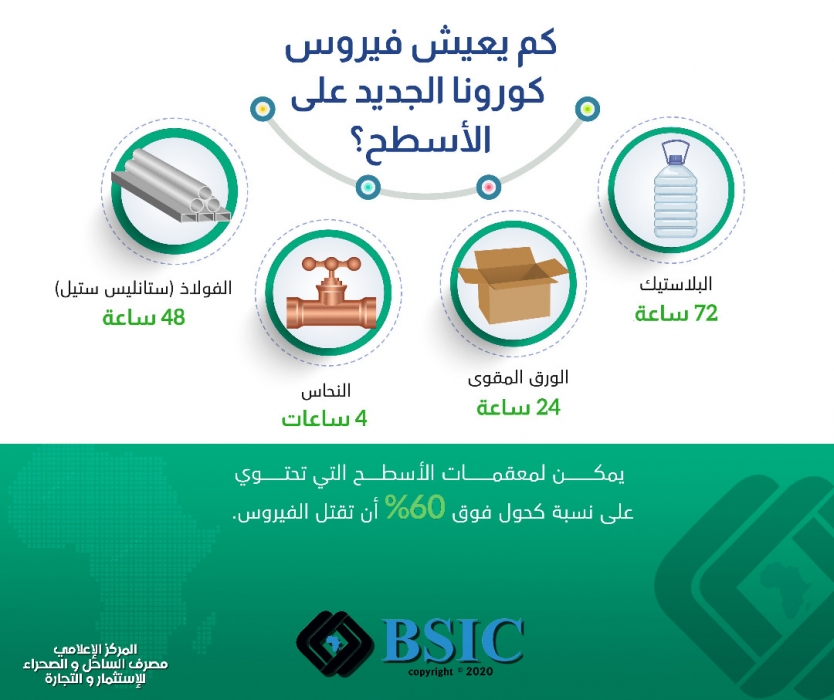 كم يعيش فيروس
كورونا الجديد على
الأسطح؟
البلاستيك
72 ساعة
الورق المقوى
24 ساعة
النحاس
4 ساعات
الفولاذ (ستانليس ستيل)
48 ساعة
يمكن لمعقمات الأسطح التي تحتوي
على نسبة كحول فوق 60% أن تقتل الفيروس.
BSIC
copyright © 2020
المركز الإعلامي
مصرف الساحل و الصحراء
للإستثمار و التجارة